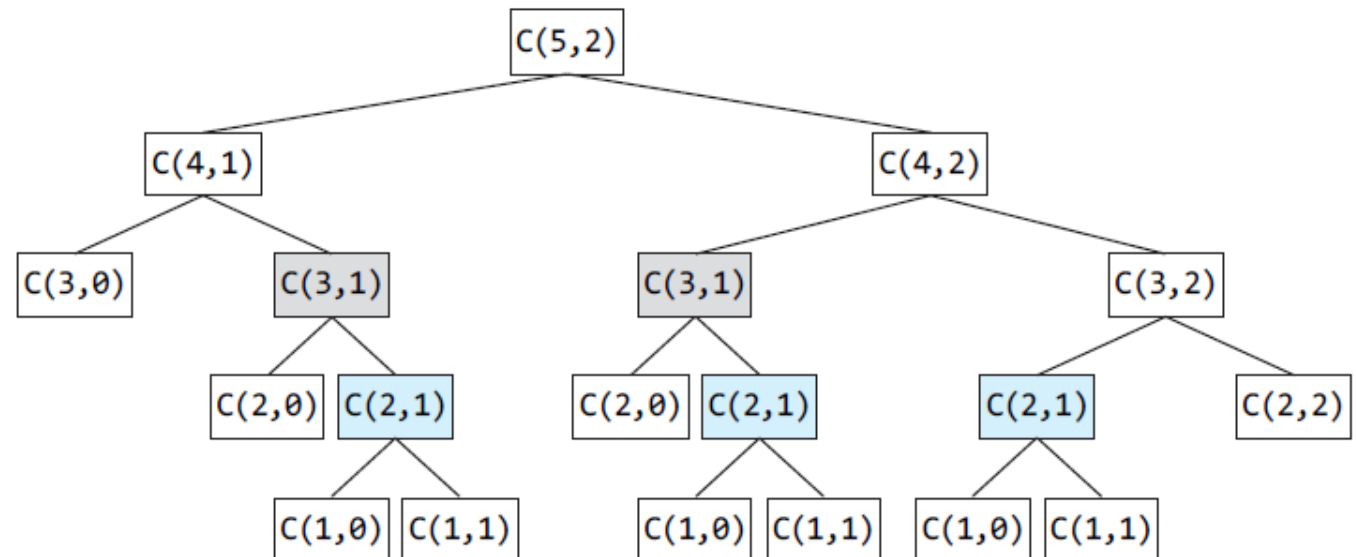 C(5,2)
C(4,1) C(4,2)
C(3,0) C(3,1) C(3,1) C(3,2)
C(2,0) C(2,1) C(2,0) C(2,1) C(2,1) C(2,2)
C(1,0) C(1,1) C(1,0) C(1,1) C(1,0) C(1,1)